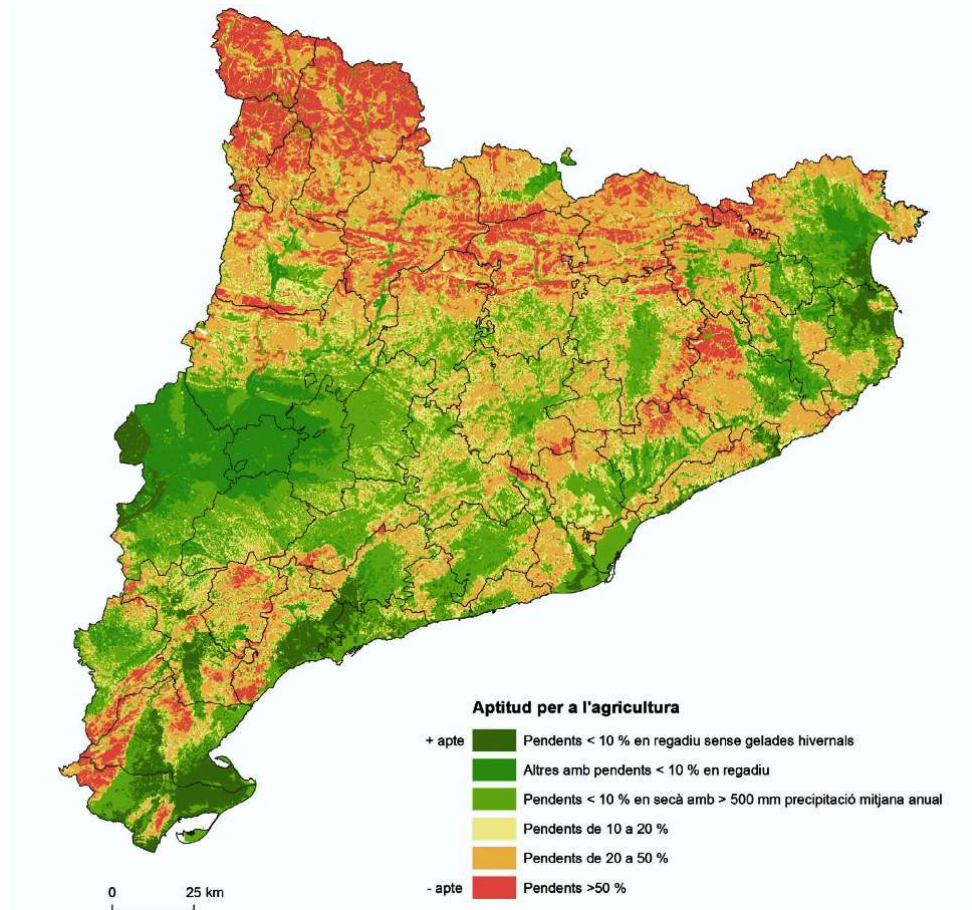 Aptitud per a l'agricultura
+ apte Pendents < 10 % en regadiu sense gelades hivernals
Altres amb pendents < 10 % en regadiu
Pendents < 10 % en secà amb > 500 mm precipitació mitjana anual
Pendents de 10 a 20 %
Pendents de 20 a 50 %
- apte Pendents >50 %
0 25 km